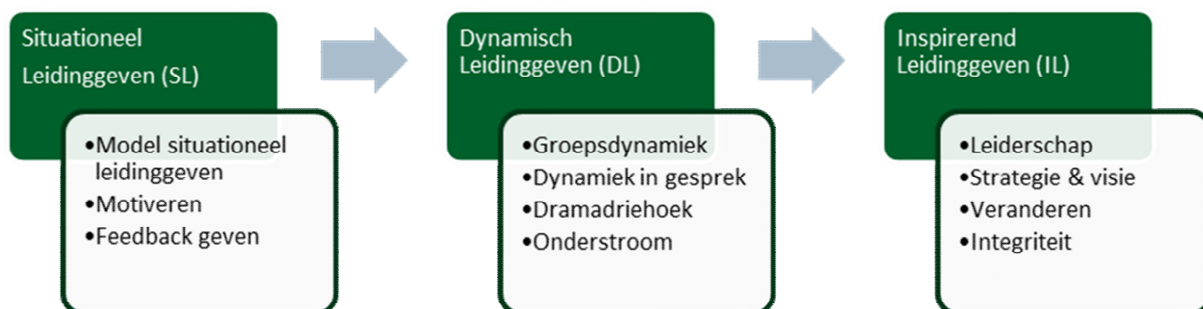 Situationeel
Leidinggeven (SL)
•Model situationeel
leidinggeven
•Motiveren
•Feedback geven
Dynamisch
Leidinggeven (DL)
•Groepsdynamiek
•Dynamiek in gesprek
•Dramadriehoek
•Onderstroom
Inspirerend
Leidinggeven (IL)
•Leiderschap
•Strategie & visie
•Veranderen
•Integriteit